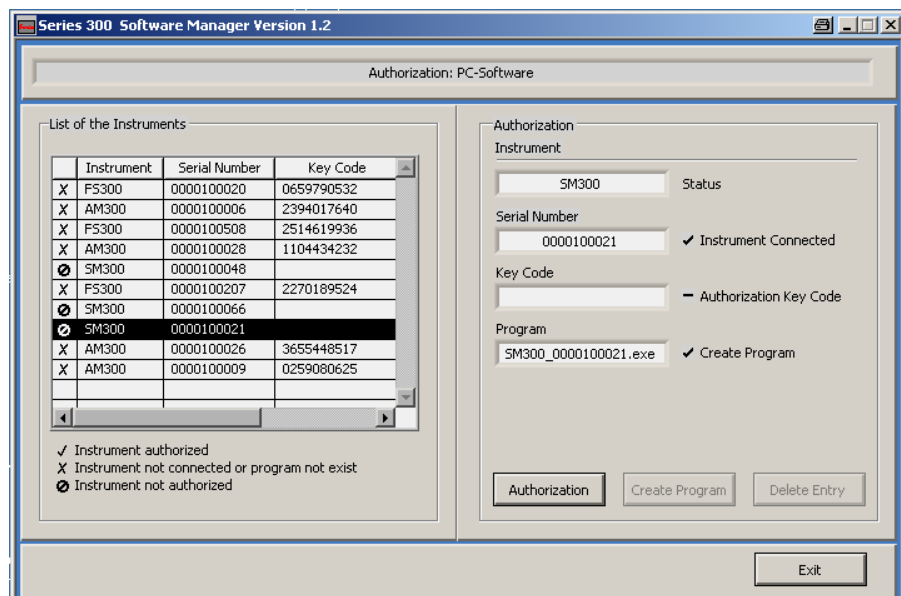 Series 300 Software Manager Version 1.2
Authorization: PC-Software
List of the Instruments
Instrument Serial Number Key Code
X FS300 0000100020 0659790532
X AM300 0000100006 2394017640
X FS300 0000100508 2514619936
X AM300 0000100028 1104434232
SM300 0000100048
X FS300 0000100207 2270189524
SM300 0000100066
SM300 0000100021
X AM300 0000100026 3655448517
X AM300 0000100009 0259080625
✓ Instrument authorized
X Instrument not connected or program not exist
Instrument not authorized
Authorization
Instrument
SM300 Status
Serial Number
0000100021 ✓ Instrument Connected
Key Code
– Authorization Key Code
Program
SM300_0000100021.exe ✓ Create Program
Authorization Create Program Delete Entry
Exit